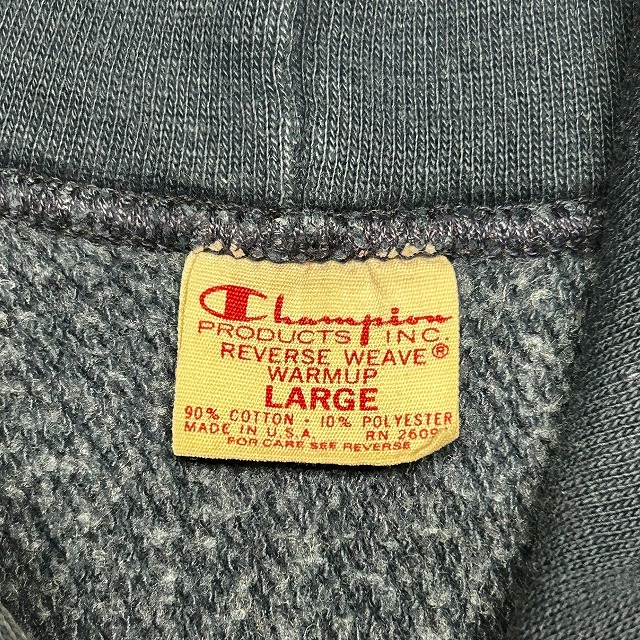 Champion
PRODUCTS INC
REVERSE WEAVE®
WARMUP
LARGE
90% COTTON · 10% POLYESTER
MADE IN U.S.A. RN 26094
FOR CARE SEE REVERSE